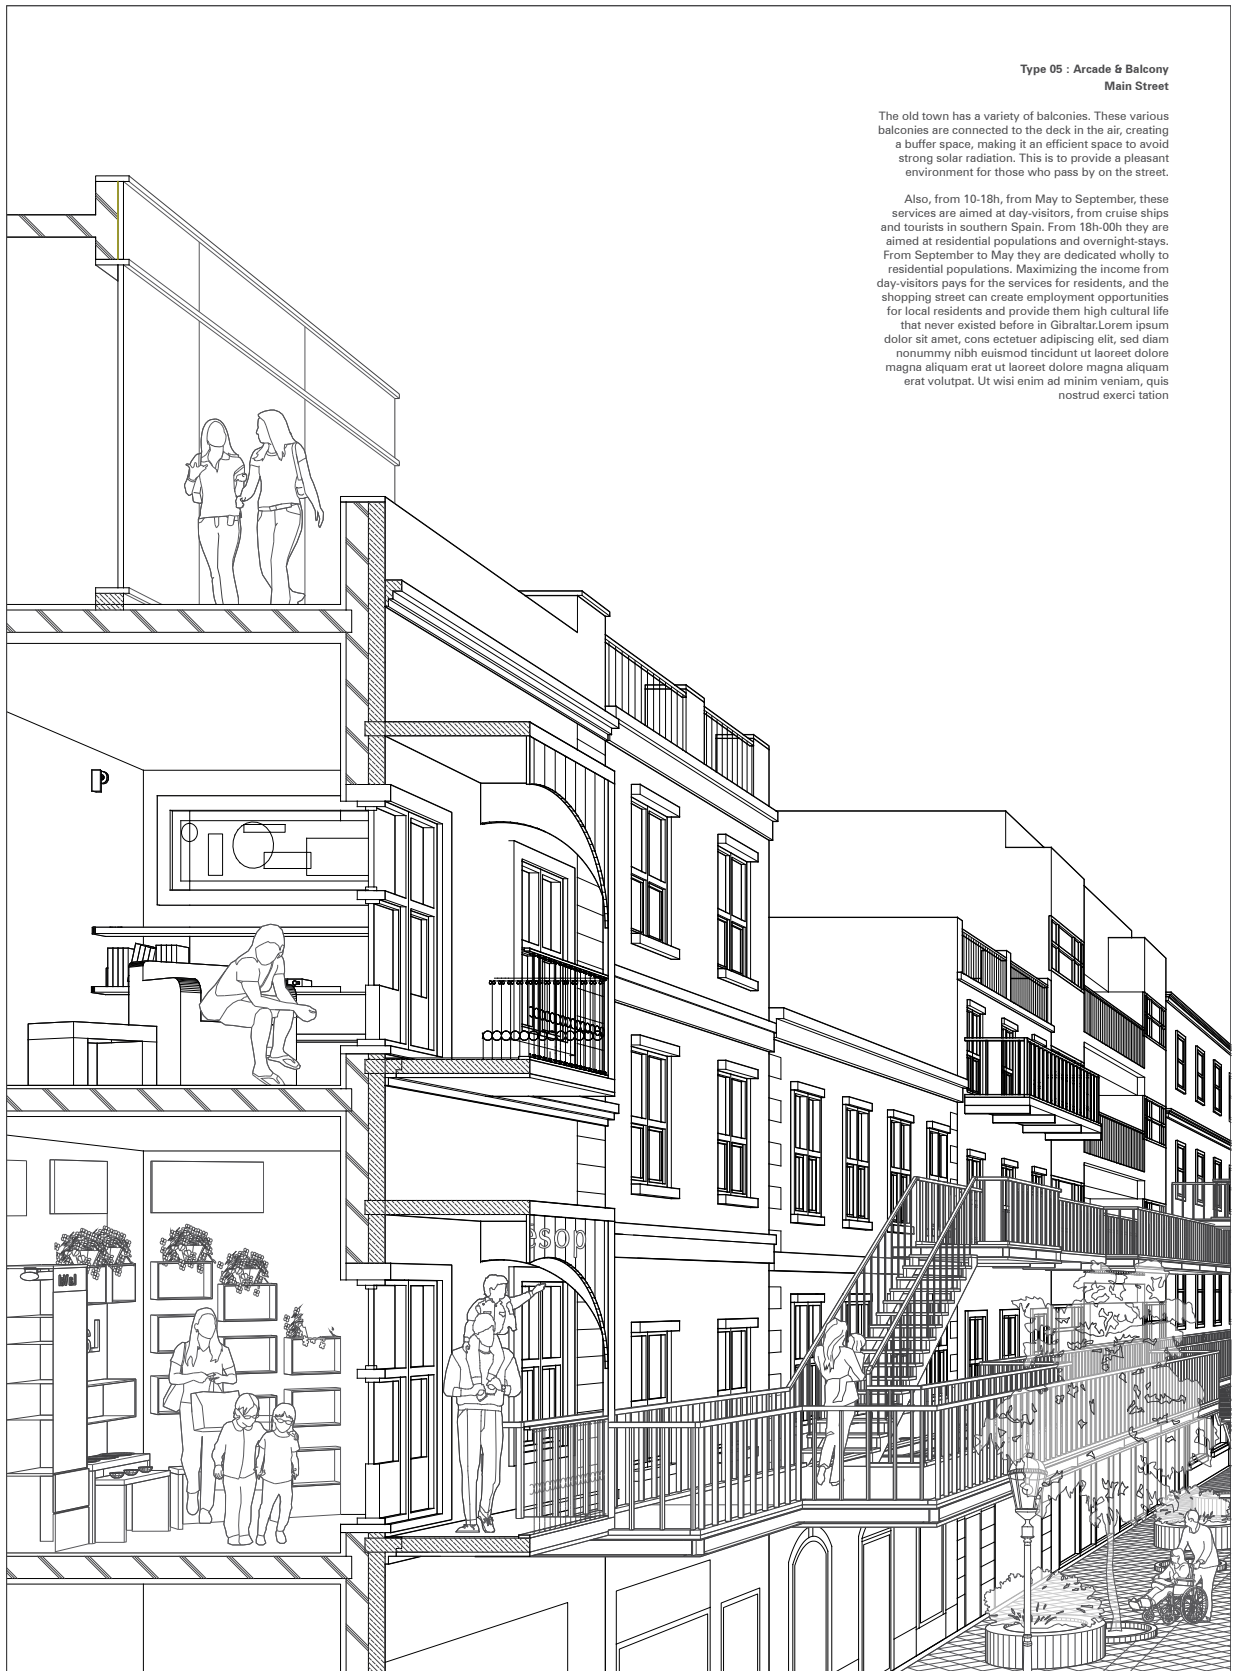 Type 05 : Arcade & Balcony
Main Street
The old town has a variety of balconies. These various
balconies are connected to the deck in the air, creating
a buffer space, making it an efficient space to avoid
strong solar radiation. This is to provide a pleasant
environment for those who pass by on the street.
Also, from 10-18h, from May to September, these
services are aimed at day-visitors, from cruise ships
and tourists in southern Spain. From 18h-00h they are
aimed at residential populations and overnight-stays.
From September to May they are dedicated wholly to
residential populations. Maximizing the income from
day-visitors pays for the services for residents, and the
shopping street can create employment opportunities
for local residents and provide them high cultural life
that never existed before in Gibraltar.Lorem ipsum
dolor sit amet, cons ectetuer adipiscing elit, sed diam
nonummy nibh euismod tincidunt ut laoreet dolore
magna aliquam erat ut laoreet dolore magna aliquam
erat volutpat. Ut wisi enim ad minim veniam, quis
nostrud exerci tation
esop